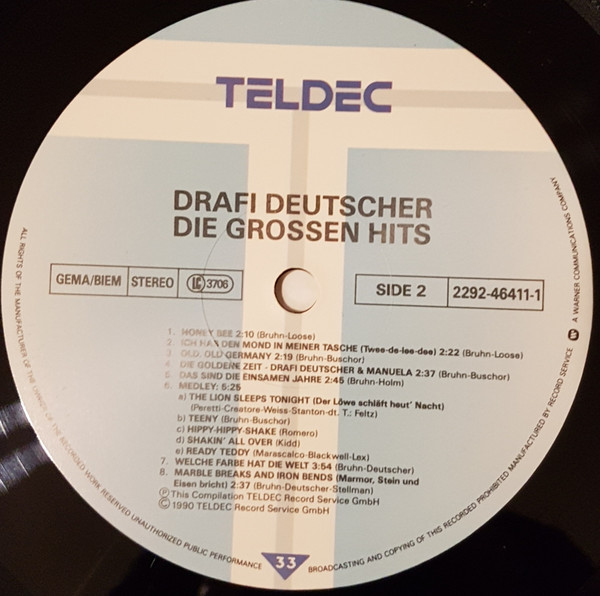 TELDEC
DRAFI DEUTSCHER
DIE GROSSEN HITS
GEMA/BIEM STEREO LC 3706
SIDE 2 2292-46411-1
1. HONEY BEE 2:10 (Bruhn-Loose)
2. ICH HAB DEN MOND IN MEINER TASCHE (Twee-de-lee-dee) 2:22 (Bruhn-Loose)
3. OLD, OLD GERMANY 2:19 (Bruhn-Buschor)
4. DIE GOLDENE ZEIT - DRAFI DEUTSCHER & MANUELA 2:37 (Bruhn-Buschor)
5. DAS SIND DIE EINSAMEN JAHRE 2:45 (Bruhn-Holm)
6. MEDLEY: 5:25
a) THE LION SLEEPS TONIGHT (Der Löwe schläft heut' Nacht)
(Peretti-Creatore-Weiss-Stanton-dt. T.: Feltz)
b) TEENY (Bruhn-Buschor)
c) HIPPY-HIPPY-SHAKE (Romero)
d) SHAKIN' ALL OVER (Kidd)
e) READY TEDDY (Marascalco-Blackwell-Lex)
7. WELCHE FARBE HAT DIE WELT 3:54 (Bruhn-Deutscher)
8. MARBLE BREAKS AND IRON BENDS (Marmor, Stein und
Eisen bricht) 2:37 (Bruhn-Deutscher-Stellman)
Ⓟ This Compilation TELDEC Record Service GmbH
© 1990 TELDEC Record Service GmbH
33
ALL RIGHTS OF THE MANUFACTURER OF THE OWNER OF THE RECORDED WORK RESERVED UNAUTHORIZED PUBLIC PERFORMANCE BROADCASTING AND COPYING OF THIS RECORD PROHIBITED MANUFACTURED BY RECORD SERVICE A WARNER COMMUNICATIONS COMPANY